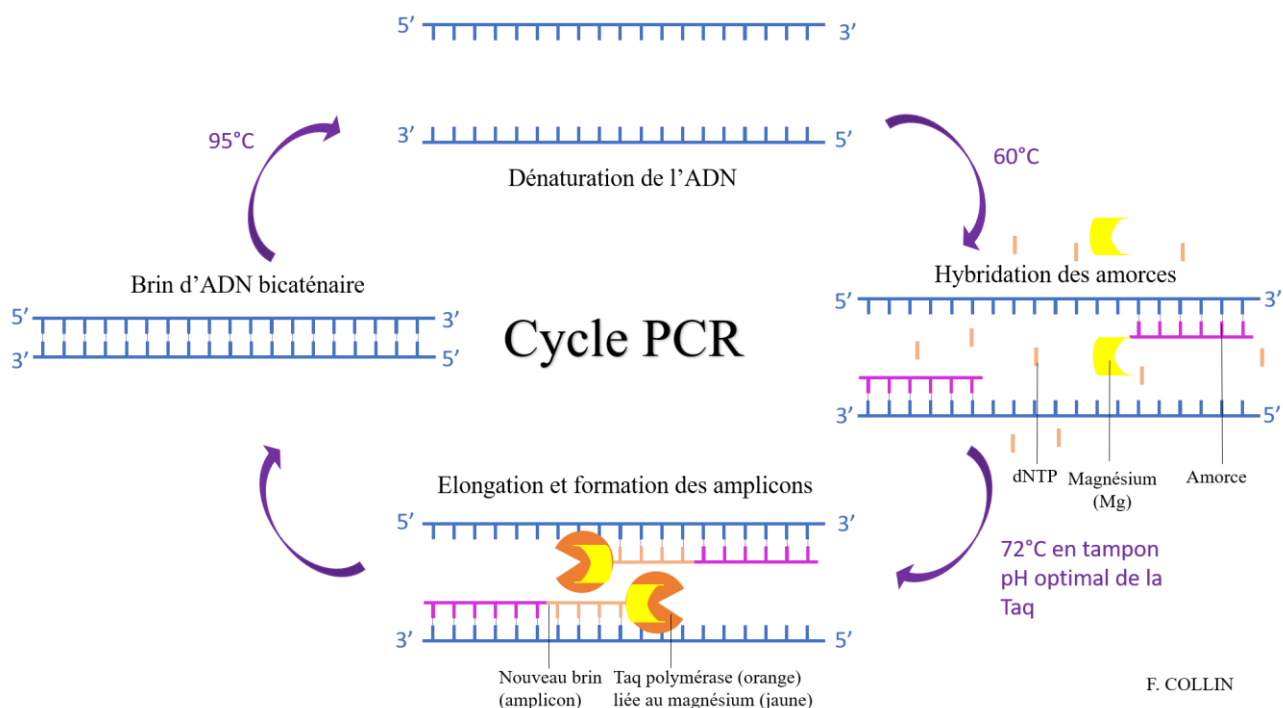 5’
3’
3’
5’
95°C
60°C
Dénaturation de l’ADN
Brin d’ADN bicaténaire
5’
3’
3’
5’
Cycle PCR
Hybridation des amorces
5’
3’
3’
5’
dNTP
Magnésium
(Mg)
Amorce
72°C en tampon
pH optimal de la
Taq
Elongation et formation des amplicons
5’
3’
3’
5’
Nouveau brin
(amplicon)
Taq polymérase (orange)
liée au magnésium (jaune)
F. COLLIN